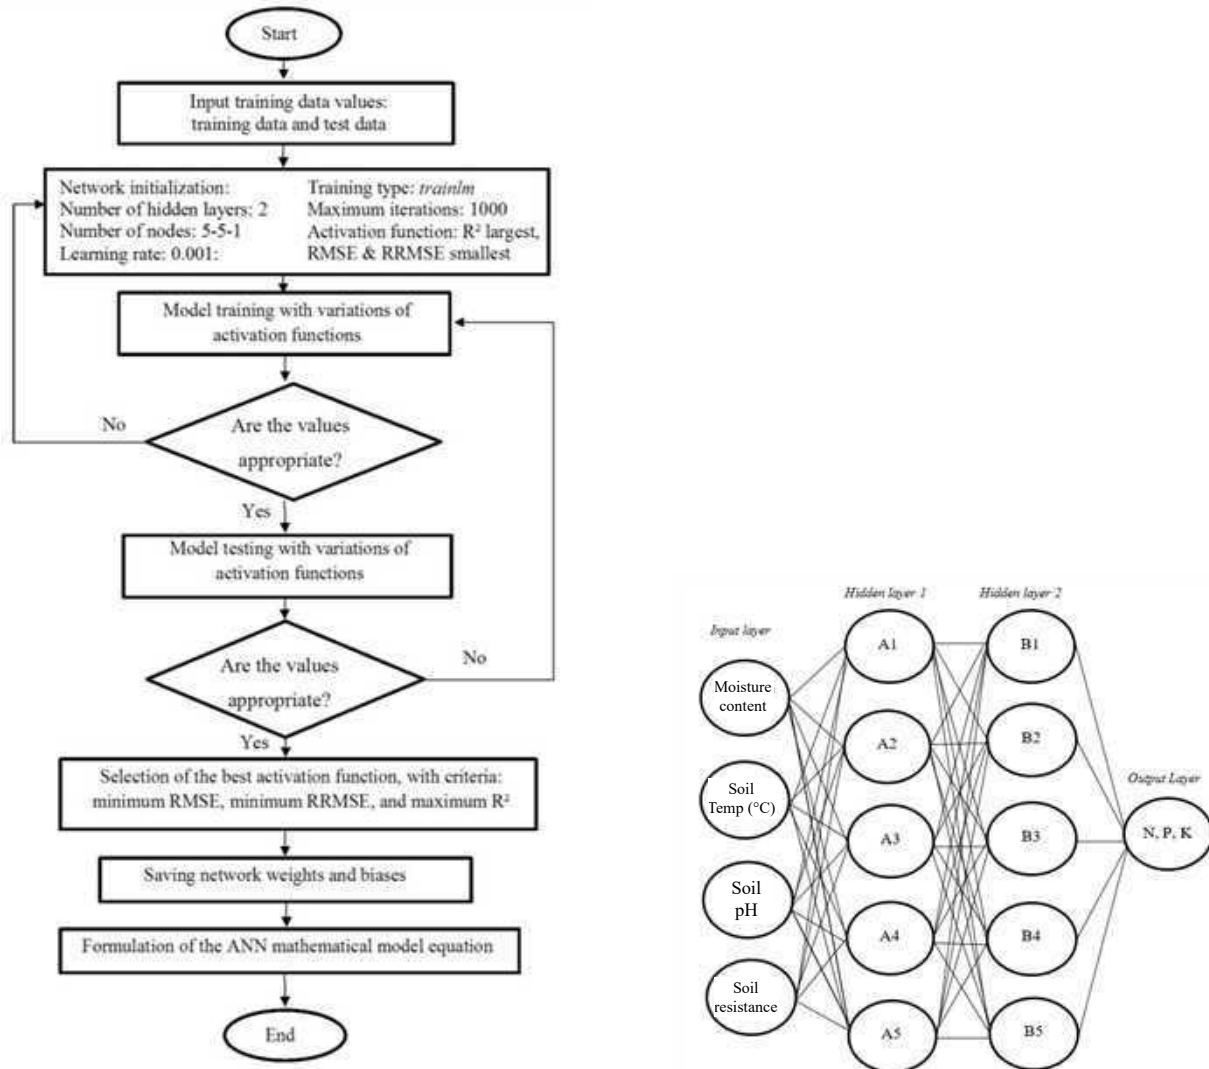 Start
Input training data values:
training data and test data
Network initialization:
Number of hidden layers: 2
Number of nodes: 5-5-1
Learning rate: 0.001:
Training type: trainlm
Maximum iterations: 1000
Activation function: R² largest,
RMSE & RRMSE smallest
Model training with variations of
activation functions
No
Are the values
appropriate?
Yes
Model testing with variations of
activation functions
Are the values
appropriate?
No
Yes
Selection of the best activation function, with criteria:
minimum RMSE, minimum RRMSE, and maximum R²
Saving network weights and biases
Formulation of the ANN mathematical model equation
End
Input layer
Moisture
content
Soil
Temp (°C)
Soil
pH
Soil
resistance
Hidden layer 1
A1
A2
A3
A4
A5
Hidden layer 2
B1
B2
B3
B4
B5
Output Layer
N, P, K